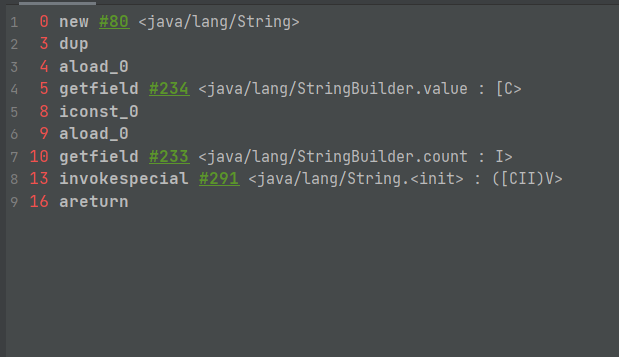 1 0 new #80 <java/lang/String>
2 3 dup
3 4 aload_0
4 5 getfield #234 <java/lang/StringBuilder.value : [C>
5 8 iconst_0
6 9 aload_0
7 10 getfield #233 <java/lang/StringBuilder.count : I>
8 13 invokespecial #291 <java/lang/String.<init> : ([CII)V>
9 16 areturn